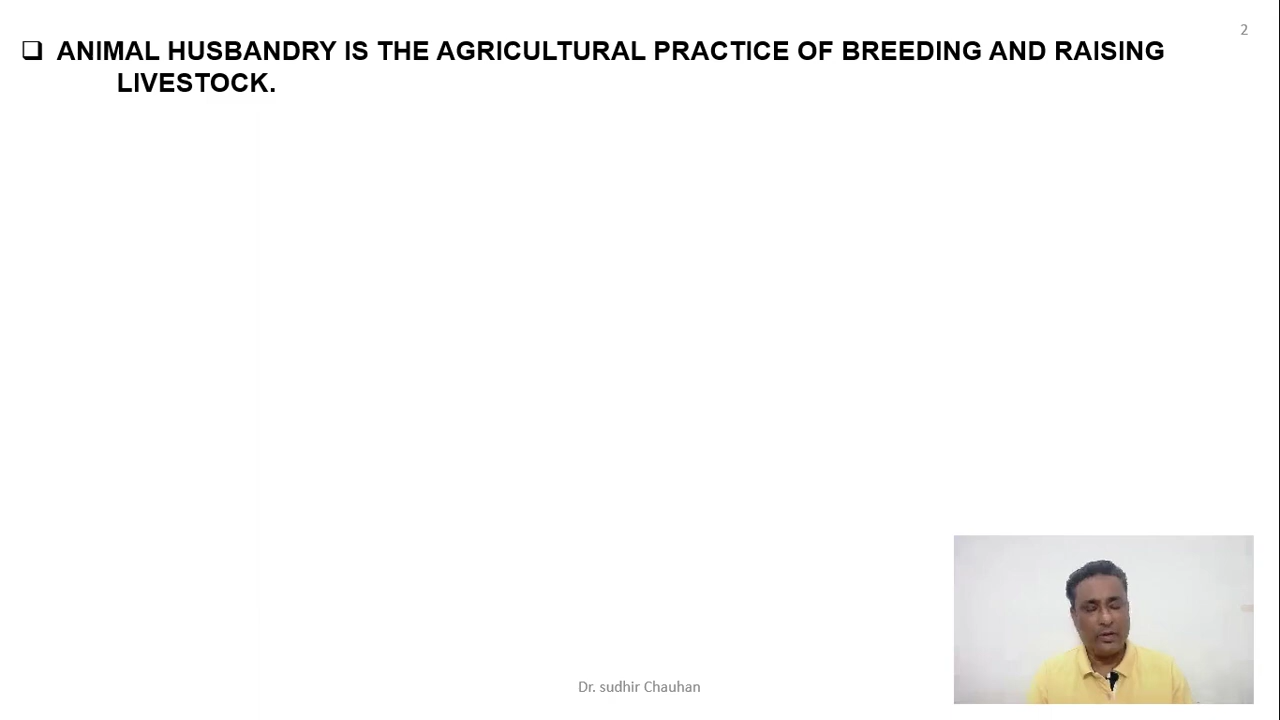 2
❑ ANIMAL HUSBANDRY IS THE AGRICULTURAL PRACTICE OF BREEDING AND RAISING
LIVESTOCK.
Dr. sudhir Chauhan